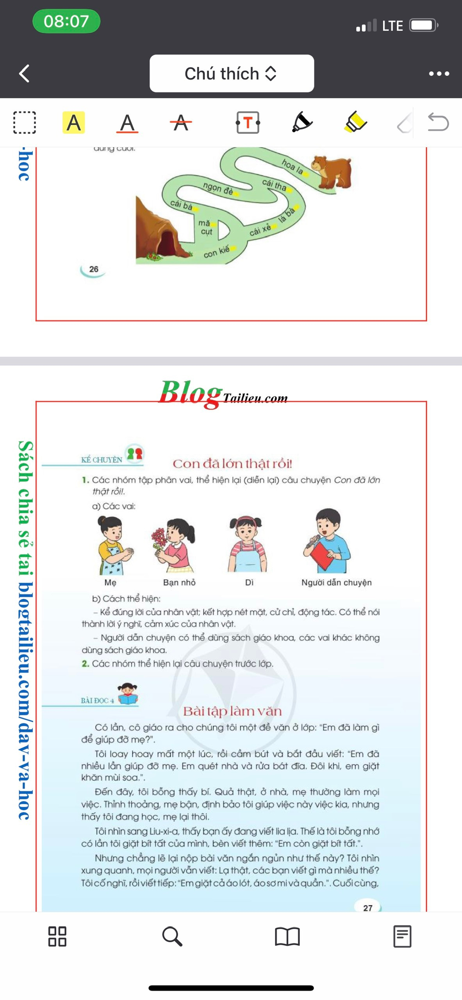 08:07
LTE
Chú thích
A
A
A
T
dung cuối.
-hoc
hoa la
cái tha
ngọn đè
cái bà
lá bà
mă
cụt
cái xẻ
con kiế
26
Blog Tailieu.com
Sách chia sẻ tai blogtailieu.com/day-va-hoc
KỂ CHUYỆN
Con đã lớn thật rồi!
1. Các nhóm tập phân vai, thể hiện lại (diễn lại) câu chuyện Con đã lớn
thật rồi!.
a) Các vai:
Mẹ
Bạn nhỏ
Dì
Người dẫn chuyện
b) Cách thể hiện:
– Kể đúng lời của nhân vật; kết hợp nét mặt, cử chỉ, động tác. Có thể nói
thành lời ý nghĩ, cảm xúc của nhân vật.
– Người dẫn chuyện có thể dùng sách giáo khoa, các vai khác không
dùng sách giáo khoa.
2. Các nhóm thể hiện lại câu chuyện trước lớp.
BÀI ĐỌC 4
Bài tập làm văn
Có lần, cô giáo ra cho chúng tôi một đề văn ở lớp: “Em đã làm gì
để giúp đỡ mẹ?”.
Tôi loay hoay mất một lúc, rồi cầm bút và bắt đầu viết: “Em đã
nhiều lần giúp đỡ mẹ. Em quét nhà và rửa bát đĩa. Đôi khi, em giặt
khăn mùi soa.”.
Đến đây, tôi bỗng thấy bí. Quả thật, ở nhà, mẹ thường làm mọi
việc. Thỉnh thoảng, mẹ bận, định bảo tôi giúp việc này việc kia, nhưng
thấy tôi đang học, mẹ lại thôi.
Tôi nhìn sang Liu-xi-a, thấy bạn ấy đang viết lia lịa. Thế là tôi bỗng nhớ
có lần tôi giặt bít tất của mình, bèn viết thêm: “Em còn giặt bít tất.”.
Nhưng chẳng lẽ lại nộp bài văn ngắn ngủn như thế này? Tôi nhìn
xung quanh, mọi người vẫn viết: Lạ thật, các bạn viết gì mà nhiều thế?
Tôi cố nghĩ, rồi viết tiếp: “Em giặt cả áo lót, áo sơ mi và quần.”. Cuối cùng,
27